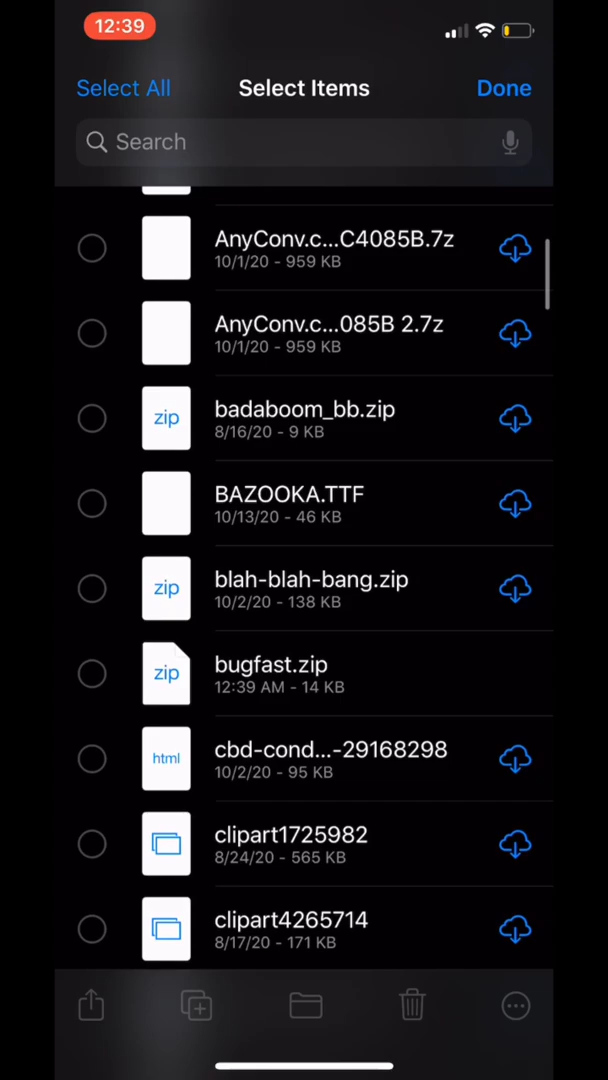 12:39
Select All Select Items Done
Search
AnyConv.c...C4085B.7z
10/1/20 - 959 KB
AnyConv.c...085B 2.7z
10/1/20 - 959 KB
zip
badaboom_bb.zip
8/16/20 - 9 KB
BAZOOKA.TTF
10/13/20 - 46 KB
zip
blah-blah-bang.zip
10/2/20 - 138 KB
zip
bugfast.zip
12:39 AM - 14 KB
html
cbd-cond...-29168298
10/2/20 - 95 KB
clipart1725982
8/24/20 - 565 KB
clipart4265714
8/17/20 - 171 KB